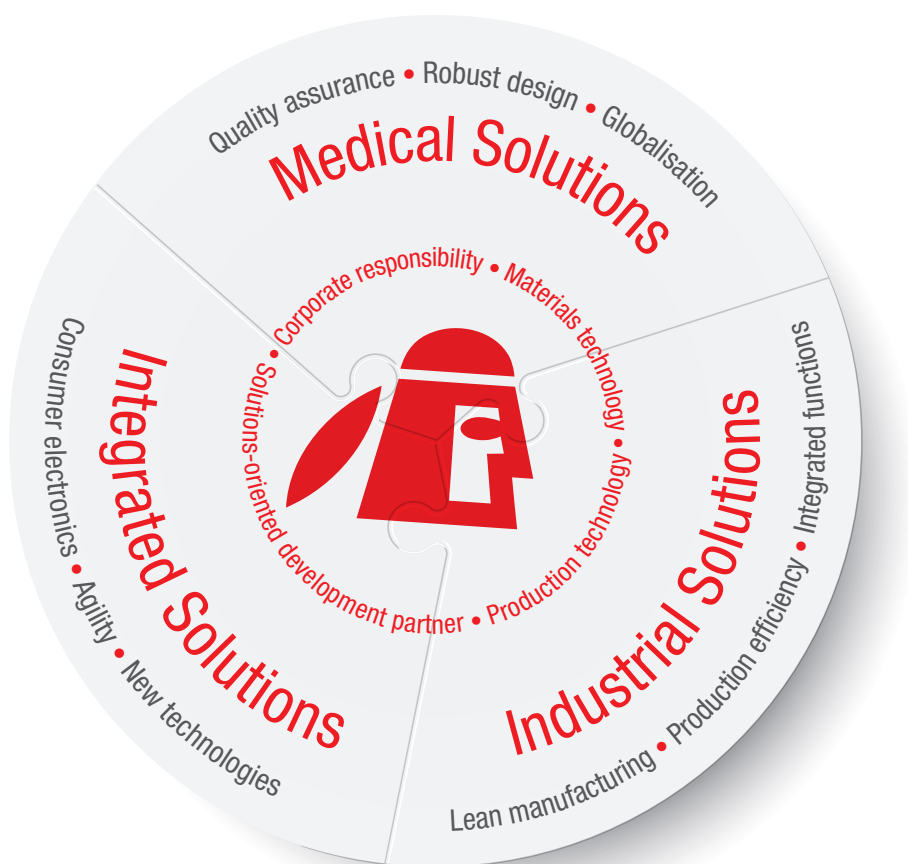 Quality assurance • Robust design • Globalisation
Medical Solutions
Corporate responsibility • Materials technology • Production technology • Solutions-oriented development partner •
Integrated functions
Production efficiency •
Lean manufacturing •
Industrial Solutions
Consumer electronics • Agility • New technologies
Integrated Solutions